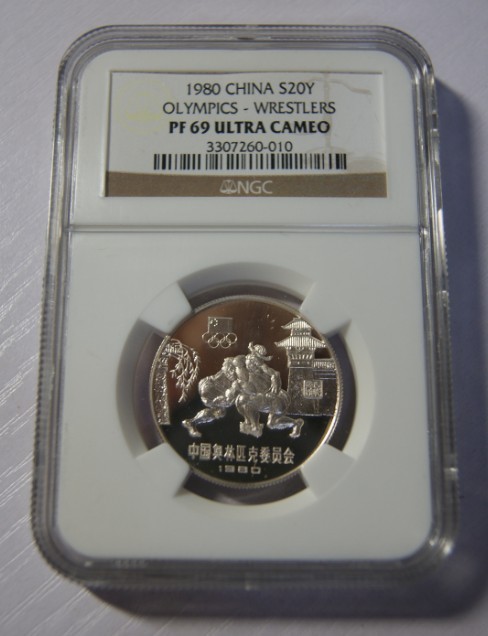 1980 CHINA S20Y
OLYMPICS - WRESTLERS
PF 69 ULTRA CAMEO
3307260-010
NGC
中国奥林匹克委员会
1980